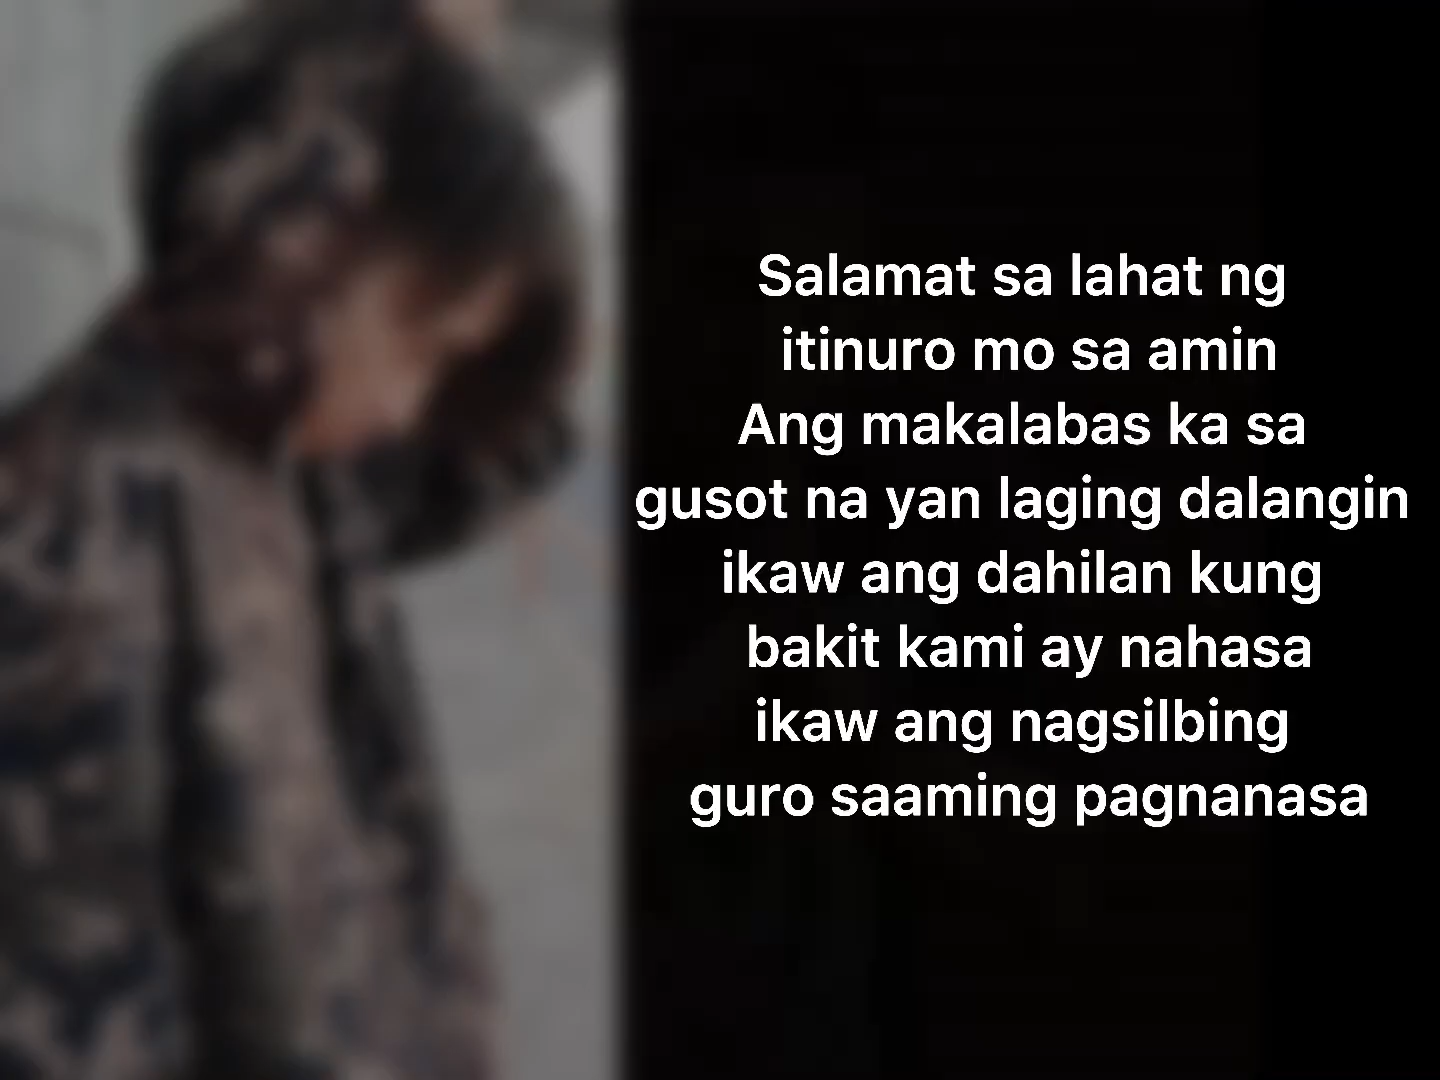 Salamat sa lahat ng
itinuro mo sa amin
Ang makalabas ka sa
gusot na yan laging dalangin
ikaw ang dahilan kung
bakit kami ay nahasa
ikaw ang nagsilbing
guro saaming pagnanasa